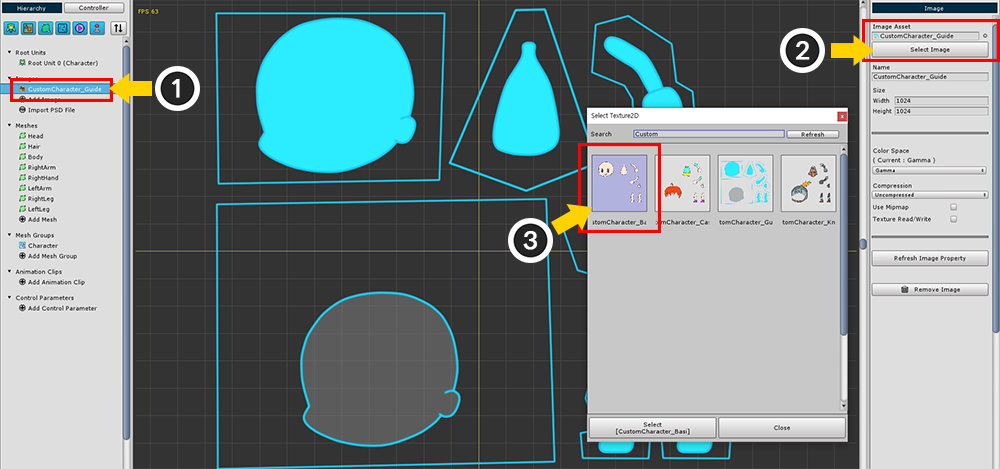 Hierarchy
Controller
Root Units
Root Unit 0 (Character)
Images
CustomCharacter_Guide
Add Image
Import PSD File
Meshes
Head
Hair
Body
RightArm
RightHand
LeftArm
RightLeg
LeftLeg
Add Mesh
Mesh Groups
Character
Add Mesh Group
Animation Clips
Add Animation Clip
Control Parameters
Add Control Parameter
1
FPS 63
Select Texture2D
Search
Custom
Refresh
stomCharacter_Ba
tomCharacter_Ca
tomCharacter_Gu
tomCharacter_Kn
3
Select
[CustomCharacter_Basi]
Close
2
Image
Image Asset
CustomCharacter_Guide
Select Image
Name
CustomCharacter_Guide
Size
Width 1024
Height 1024
Color Space
( Current : Gamma )
Gamma
Compression
Uncompressed
Use Mipmap
Texture Read/Write
Refresh Image Property
Remove Image